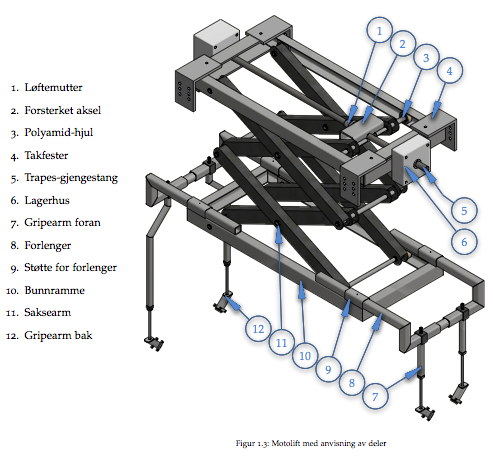 1. Løftemutter
2. Forsterket aksel
3. Polyamid-hjul
4. Takfester
5. Trapes-gjengestang
6. Lagerhus
7. Gripearm foran
8. Forlenger
9. Støtte for forlenger
10. Bunnramme
11. Saksearm
12. Gripearm bak
1
2
3
4
5
6
12
11
10
9
8
7
Figur 1.3: Motolift med anvisning av deler